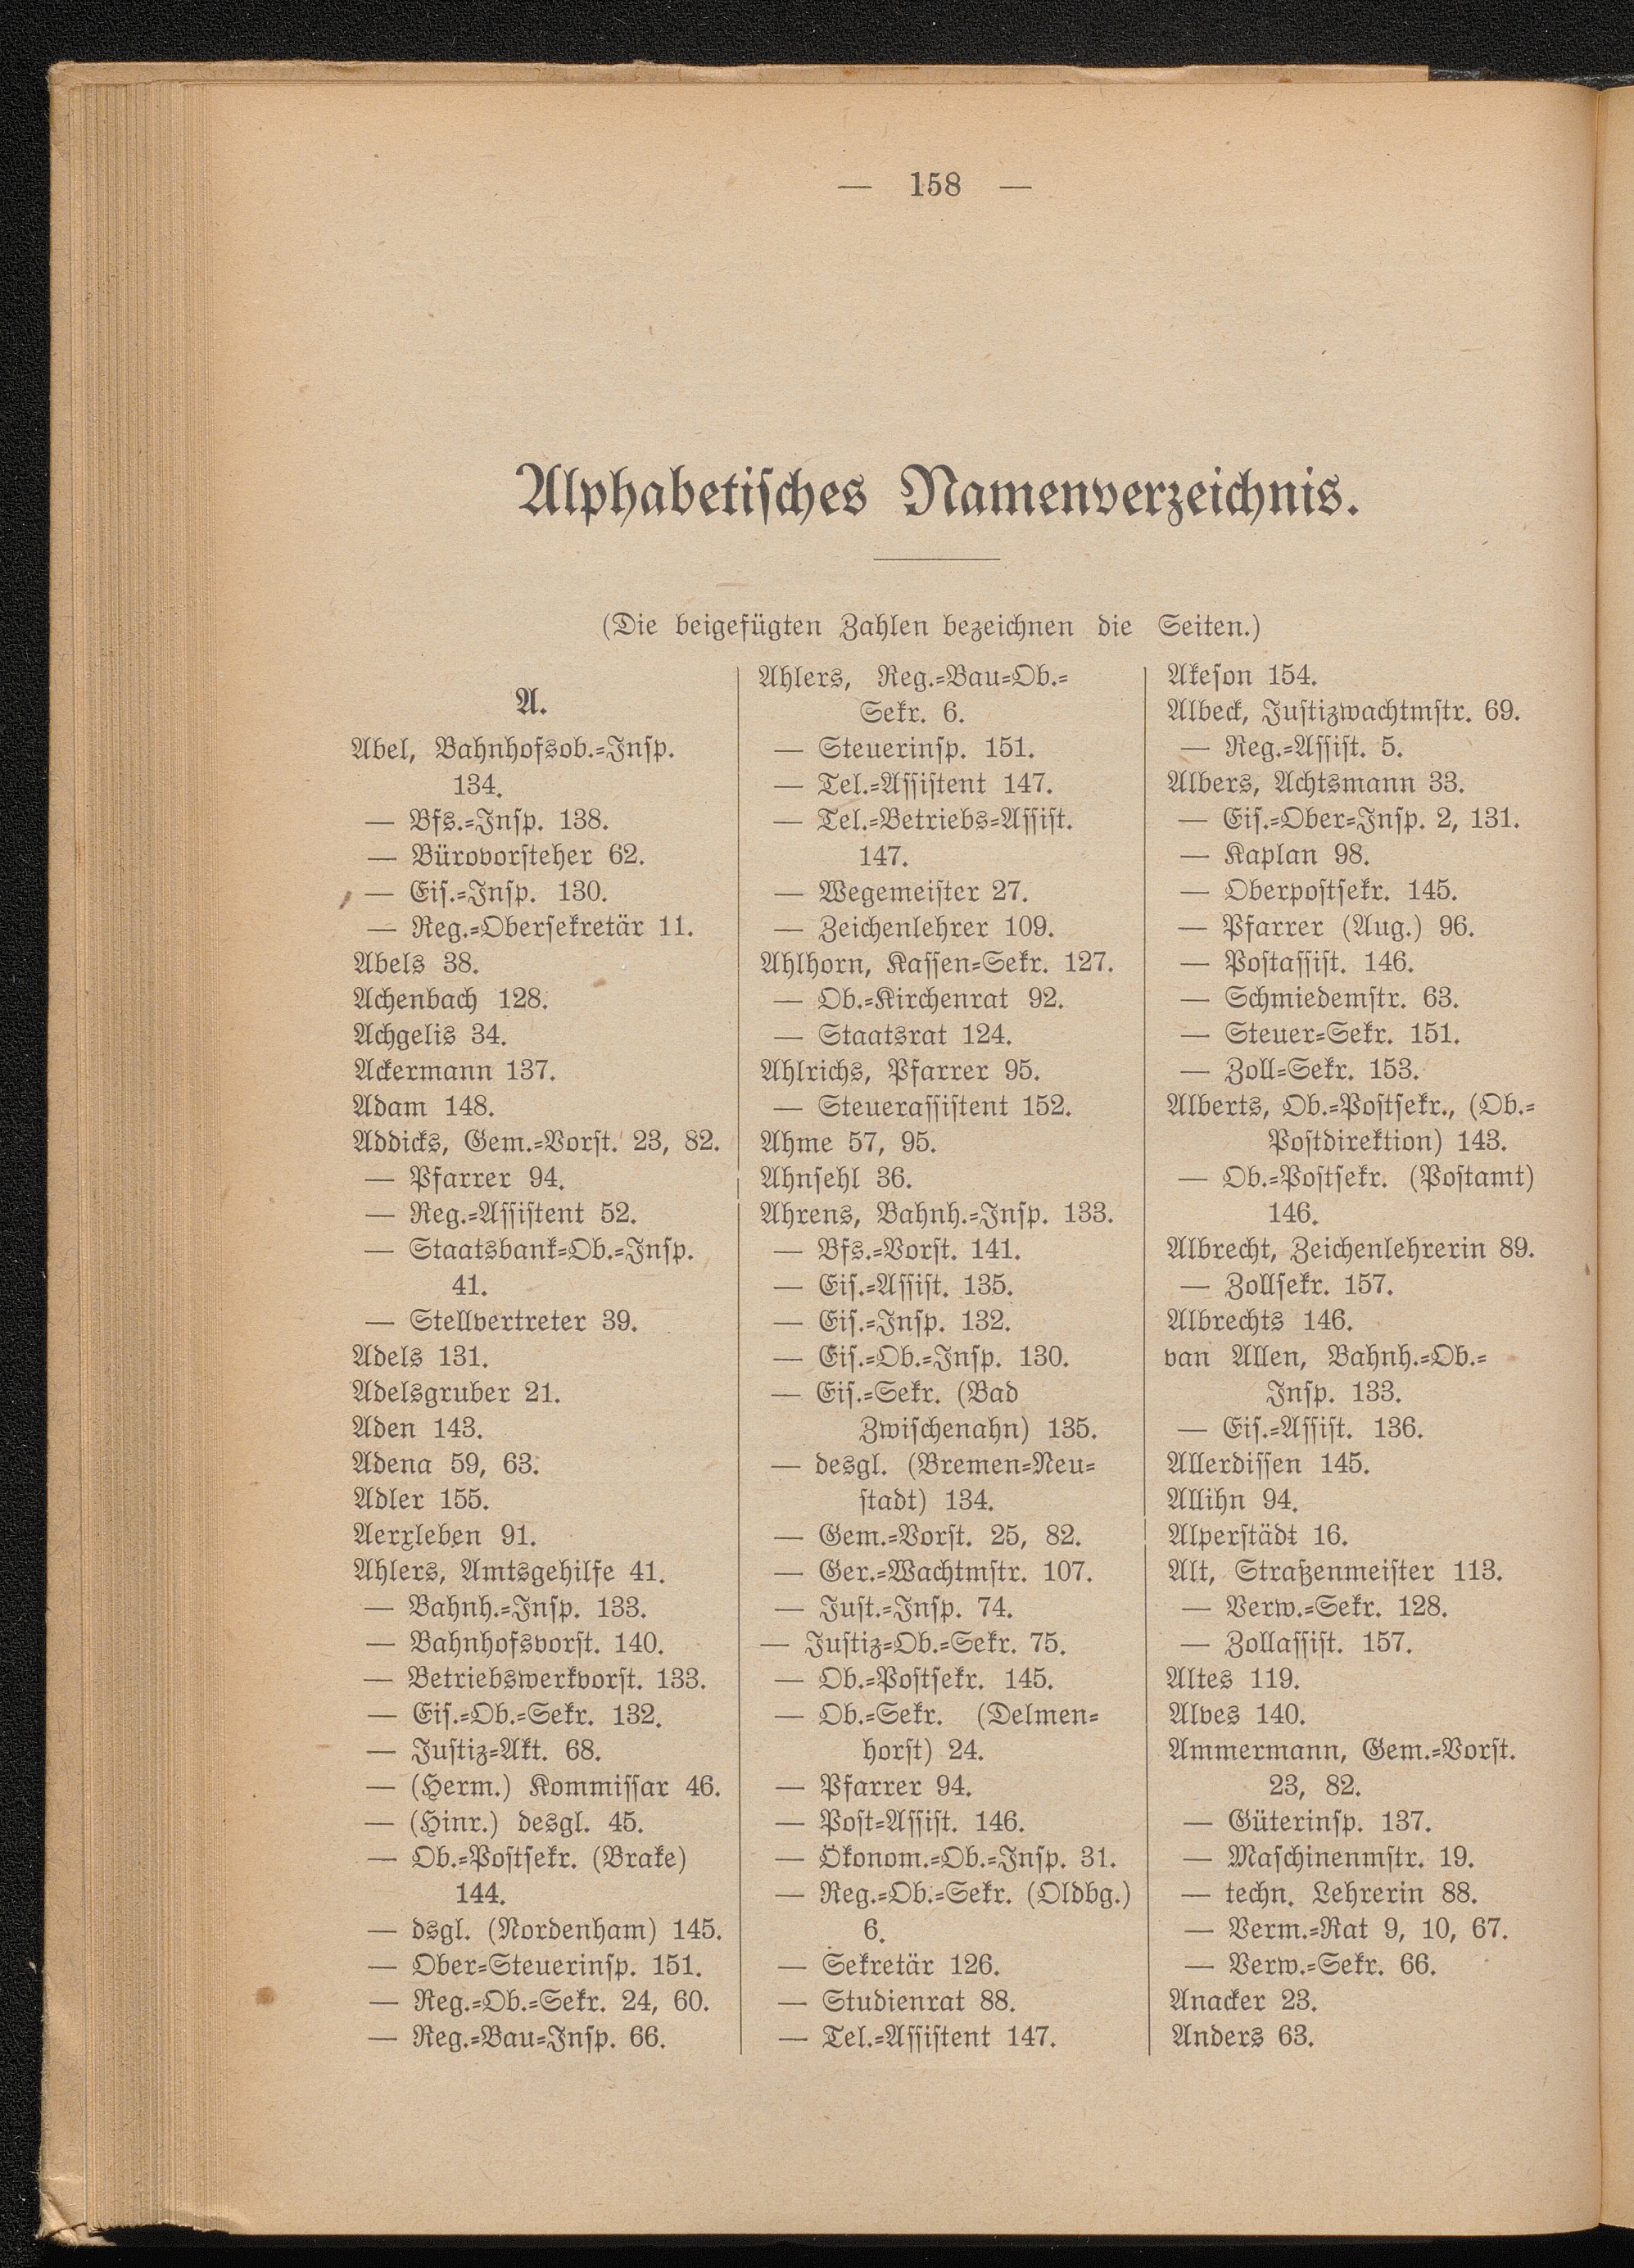 — 158 —
Alphabetisches Namenverzeichnis.
(Die beigefügten Zahlen bezeichnen die Seiten.)
A.
Abel, Bahnhofsob.=Insp.
134.
— Bfs.=Insp. 138.
— Bürovorsteher 62.
— Eis.=Insp. 130.
— Reg.=Obersekretär 11.
Abels 38.
Achenbach 128.
Achgelis 34.
Ackermann 137.
Adam 148.
Addicks, Gem.=Vorst. 23, 82.
— Pfarrer 94.
— Reg.=Assistent 52.
— Staatsbank=Ob.=Insp.
41.
— Stellvertreter 39.
Adels 131.
Adelsgruber 21.
Aden 143.
Adena 59, 63.
Adler 155.
Aerxleben 91.
Ahlers, Amtsgehilfe 41.
— Bahnh.=Insp. 133.
— Bahnhofsvorst. 140.
— Betriebswerkvorst. 133.
— Eis.=Ob.=Sekr. 132.
— Justiz=Akt. 68.
— (Herm.) Kommissar 46.
— (Hinr.) desgl. 45.
— Ob.=Postsekr. (Brake)
144.
— dsgl. (Nordenham) 145.
— Ober=Steuerinsp. 151.
— Reg.=Ob.=Sekr. 24, 60.
— Reg.=Bau=Insp. 66.
Ahlers, Reg.=Bau=Ob.=
Sekr. 6.
— Steuerinsp. 151.
— Tel.=Assistent 147.
— Tel.=Betriebs=Assist.
147.
— Wegemeister 27.
— Zeichenlehrer 109.
Ahlhorn, Kassen=Sekr. 127.
— Ob.=Kirchenrat 92.
— Staatsrat 124.
Ahlrichs, Pfarrer 95.
— Steuerassistent 152.
Ahme 57, 95.
Ahnsehl 36.
Ahrens, Bahnh.=Insp. 133.
— Bfs.=Vorst. 141.
— Eis.=Assist. 135.
— Eis.=Insp. 132.
— Eis.=Ob.=Insp. 130.
— Eis.=Sekr. (Bad
Zwischenahn) 135.
— desgl. (Bremen=Neu=
stadt) 134.
— Gem.=Vorst. 25, 82.
— Ger.=Wachtmstr. 107.
— Just.=Insp. 74.
— Justiz=Ob.=Sekr. 75.
— Ob.=Postsekr. 145.
— Ob.=Sekr. (Delmen=
horst) 24.
— Pfarrer 94.
— Post=Assist. 146.
— Ökonom.=Ob.=Insp. 31.
— Reg.=Ob.=Sekr. (Oldbg.)
6.
— Sekretär 126.
— Studienrat 88.
— Tel.=Assistent 147.
Akeson 154.
Albeck, Justizwachtmstr. 69.
— Reg.=Assist. 5.
Albers, Achtsmann 33.
— Eis.=Ober=Insp. 2, 131.
— Kaplan 98.
— Oberpostsekr. 145.
— Pfarrer (Aug.) 96.
— Postassist. 146.
— Schmiedemstr. 63.
— Steuer=Sekr. 151.
— Zoll=Sekr. 153.
Alberts, Ob.=Postsekr., (Ob.=
Postdirektion) 143.
— Ob.=Postsekr. (Postamt)
146.
Albrecht, Zeichenlehrerin 89.
— Zollsekr. 157.
Albrechts 146.
van Allen, Bahnh.=Ob.=
Insp. 133.
— Eis.=Assist. 136.
Allerdissen 145.
Allihn 94.
Alperstädt 16.
Alt, Straßenmeister 113.
— Verw.=Sekr. 128.
— Zollassist. 157.
Altes 119.
Alves 140.
Ammermann, Gem.=Vorst.
23, 82.
— Güterinsp. 137.
— Maschinenmstr. 19.
— techn. Lehrerin 88.
— Verm.=Rat 9, 10, 67.
— Verw.=Sekr. 66.
Anacker 23.
Anders 63.